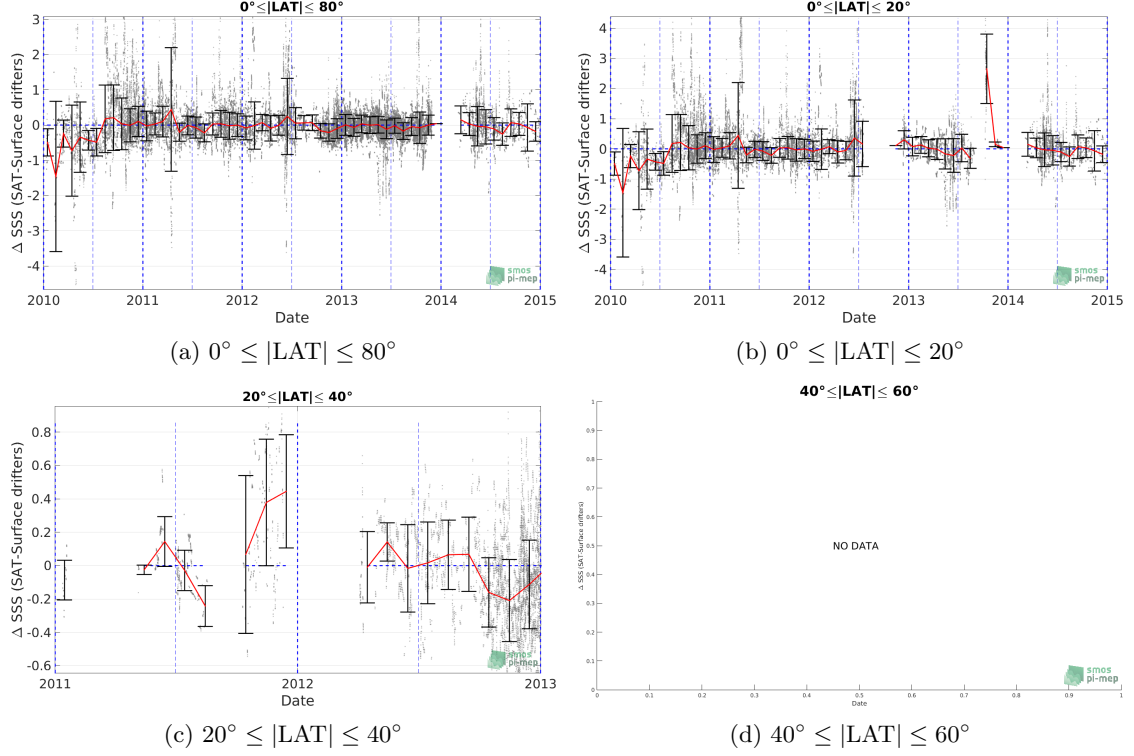 0°≤|LAT|≤ 80°
Δ SSS (SAT-Surface drifters)
3
2
1
0
-1
-2
-3
-4
2010 2011 2012 2013 2014 2015
Date
smos
pi-mep
(a) 0° ≤ |LAT| ≤ 80°
0°≤|LAT|≤ 20°
Δ SSS (SAT-Surface drifters)
4
3
2
1
0
-1
-2
-3
-4
2010 2011 2012 2013 2014 2015
Date
smos
pi-mep
(b) 0° ≤ |LAT| ≤ 20°
20°≤|LAT|≤ 40°
Δ SSS (SAT-Surface drifters)
0.8
0.6
0.4
0.2
0
-0.2
-0.4
-0.6
2011 2012 2013
Date
smos
pi-mep
(c) 20° ≤ |LAT| ≤ 40°
40°≤|LAT|≤ 60°
Δ SSS (SAT-Surface drifters)
1
0.9
0.8
0.7
0.6
0.5
0.4
0.3
0.2
0.1
0
NO DATA
0 0.1 0.2 0.3 0.4 0.5 0.6 0.7 0.8 0.9 1
Date
smos
pi-mep
(d) 40° ≤ |LAT| ≤ 60°